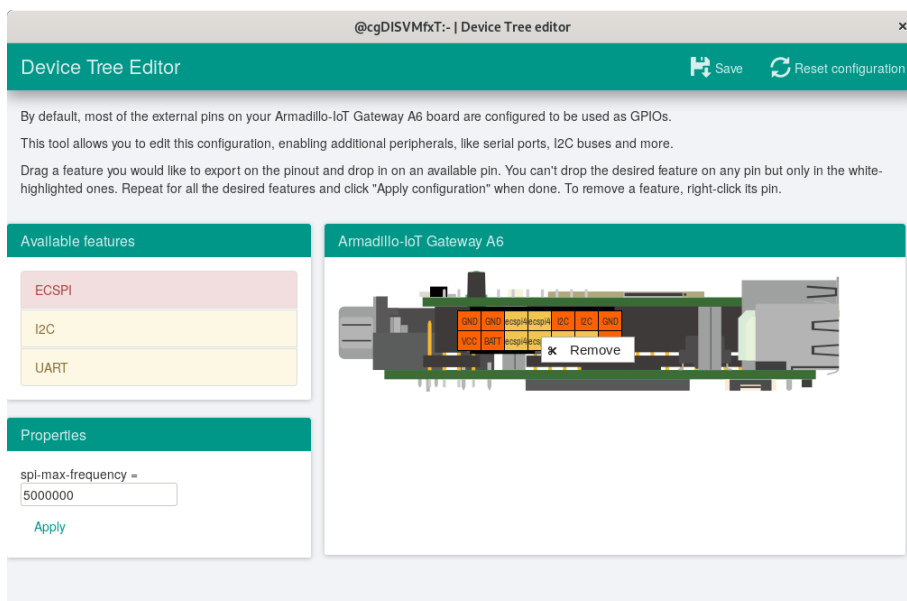 @cgDISVMfxT:~ | Device Tree editor ×
Device Tree Editor
Save
Reset configuration
By default, most of the external pins on your Armadillo-IoT Gateway A6 board are configured to be used as GPIOs.
This tool allows you to edit this configuration, enabling additional peripherals, like serial ports, I2C buses and more.
Drag a feature you would like to export on the pinout and drop in on an available pin. You can't drop the desired feature on any pin but only in the white-
highlighted ones. Repeat for all the desired features and click "Apply configuration" when done. To remove a feature, right-click its pin.
Available features
ECSPI
I2C
UART
Properties
spi-max-frequency =
5000000
Apply
Armadillo-IoT Gateway A6
GND GND ecspi4 ecspi4 I2C I2C GND
VCC BATT ecspi4
Remove